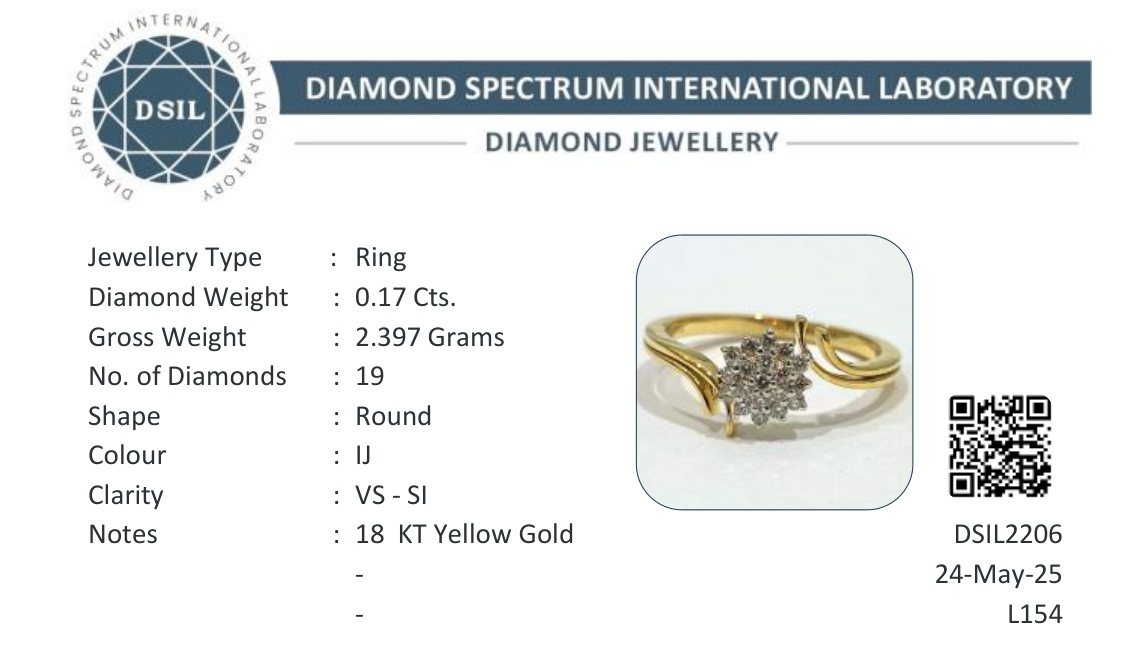 DIAMOND SPECTRUM INTERNATIONAL LABORATORY
DSIL
DIAMOND SPECTRUM INTERNATIONAL LABORATORY
DIAMOND JEWELLERY
Jewellery Type : Ring
Diamond Weight : 0.17 Cts.
Gross Weight : 2.397 Grams
No. of Diamonds : 19
Shape : Round
Colour : IJ
Clarity : VS - SI
Notes : 18 KT Yellow Gold
-
-
DSIL2206
24-May-25
L154